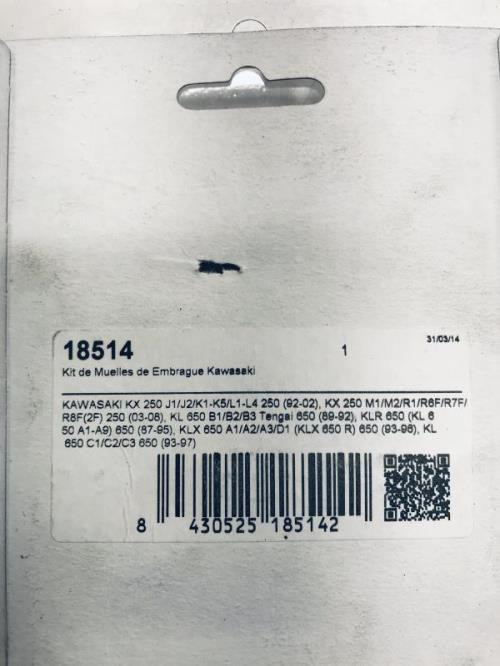 31/03/14
18514 1
Kit de Muelles de Embrague Kawasaki
KAWASAKI KX 250 J1/J2/K1-K5/L1-L4 250 (92-02), KX 250 M1/M2/R1/R6F/R7F/
R8F(2F) 250 (03-08), KL 650 B1/B2/B3 Tengai 650 (89-92), KLR 650 (KL 6
50 A1-A9) 650 (87-95), KLX 650 A1/A2/A3/D1 (KLX 650 R) 650 (93-96), KL
650 C1/C2/C3 650 (93-97)
8 430525 185142